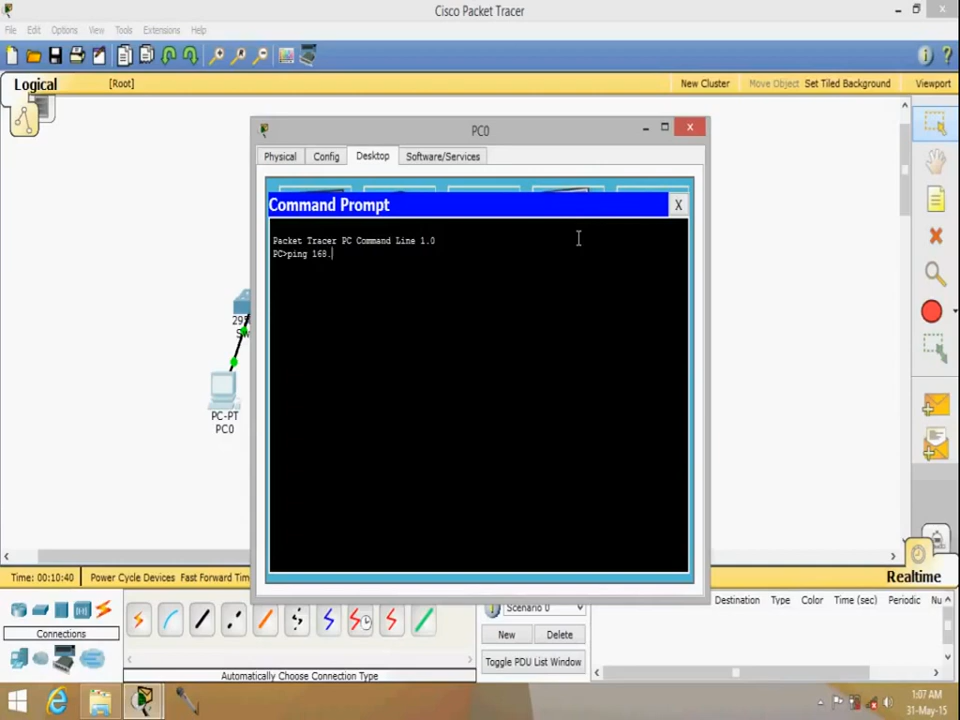 Cisco Packet Tracer
File Edit Options View Tools Extensions Help
Logical [Root] New Cluster Move Object Set Tiled Background Viewport
PC0
Physical Config Desktop Software/Services
Command Prompt X
Packet Tracer PC Command Line 1.0
PC>ping 168.
29
Sw
PC-PT
PC0
Time: 00:10:40 Power Cycle Devices Fast Forward Tim
Realtime
Scenario 0 Destination Type Color Time (sec) Periodic Nu
Connections New Delete
Toggle PDU List Window
Automatically Choose Connection Type
1:07 AM
31-May-15